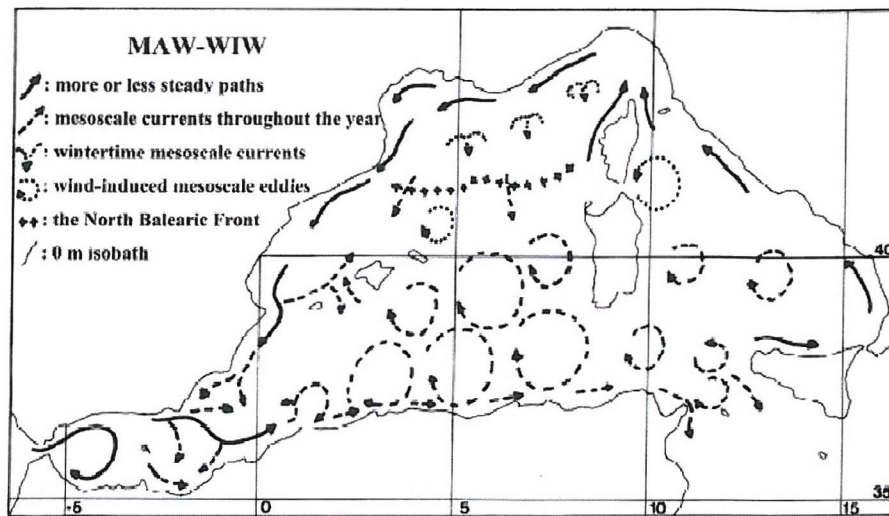 MAW-WIW
: more or less steady paths
: mesoscale currents throughout the year
: wintertime mesoscale currents
: wind-induced mesoscale eddies
: the North Balearic Front
: 0 m isobath
40
35
-5 0 5 10 15